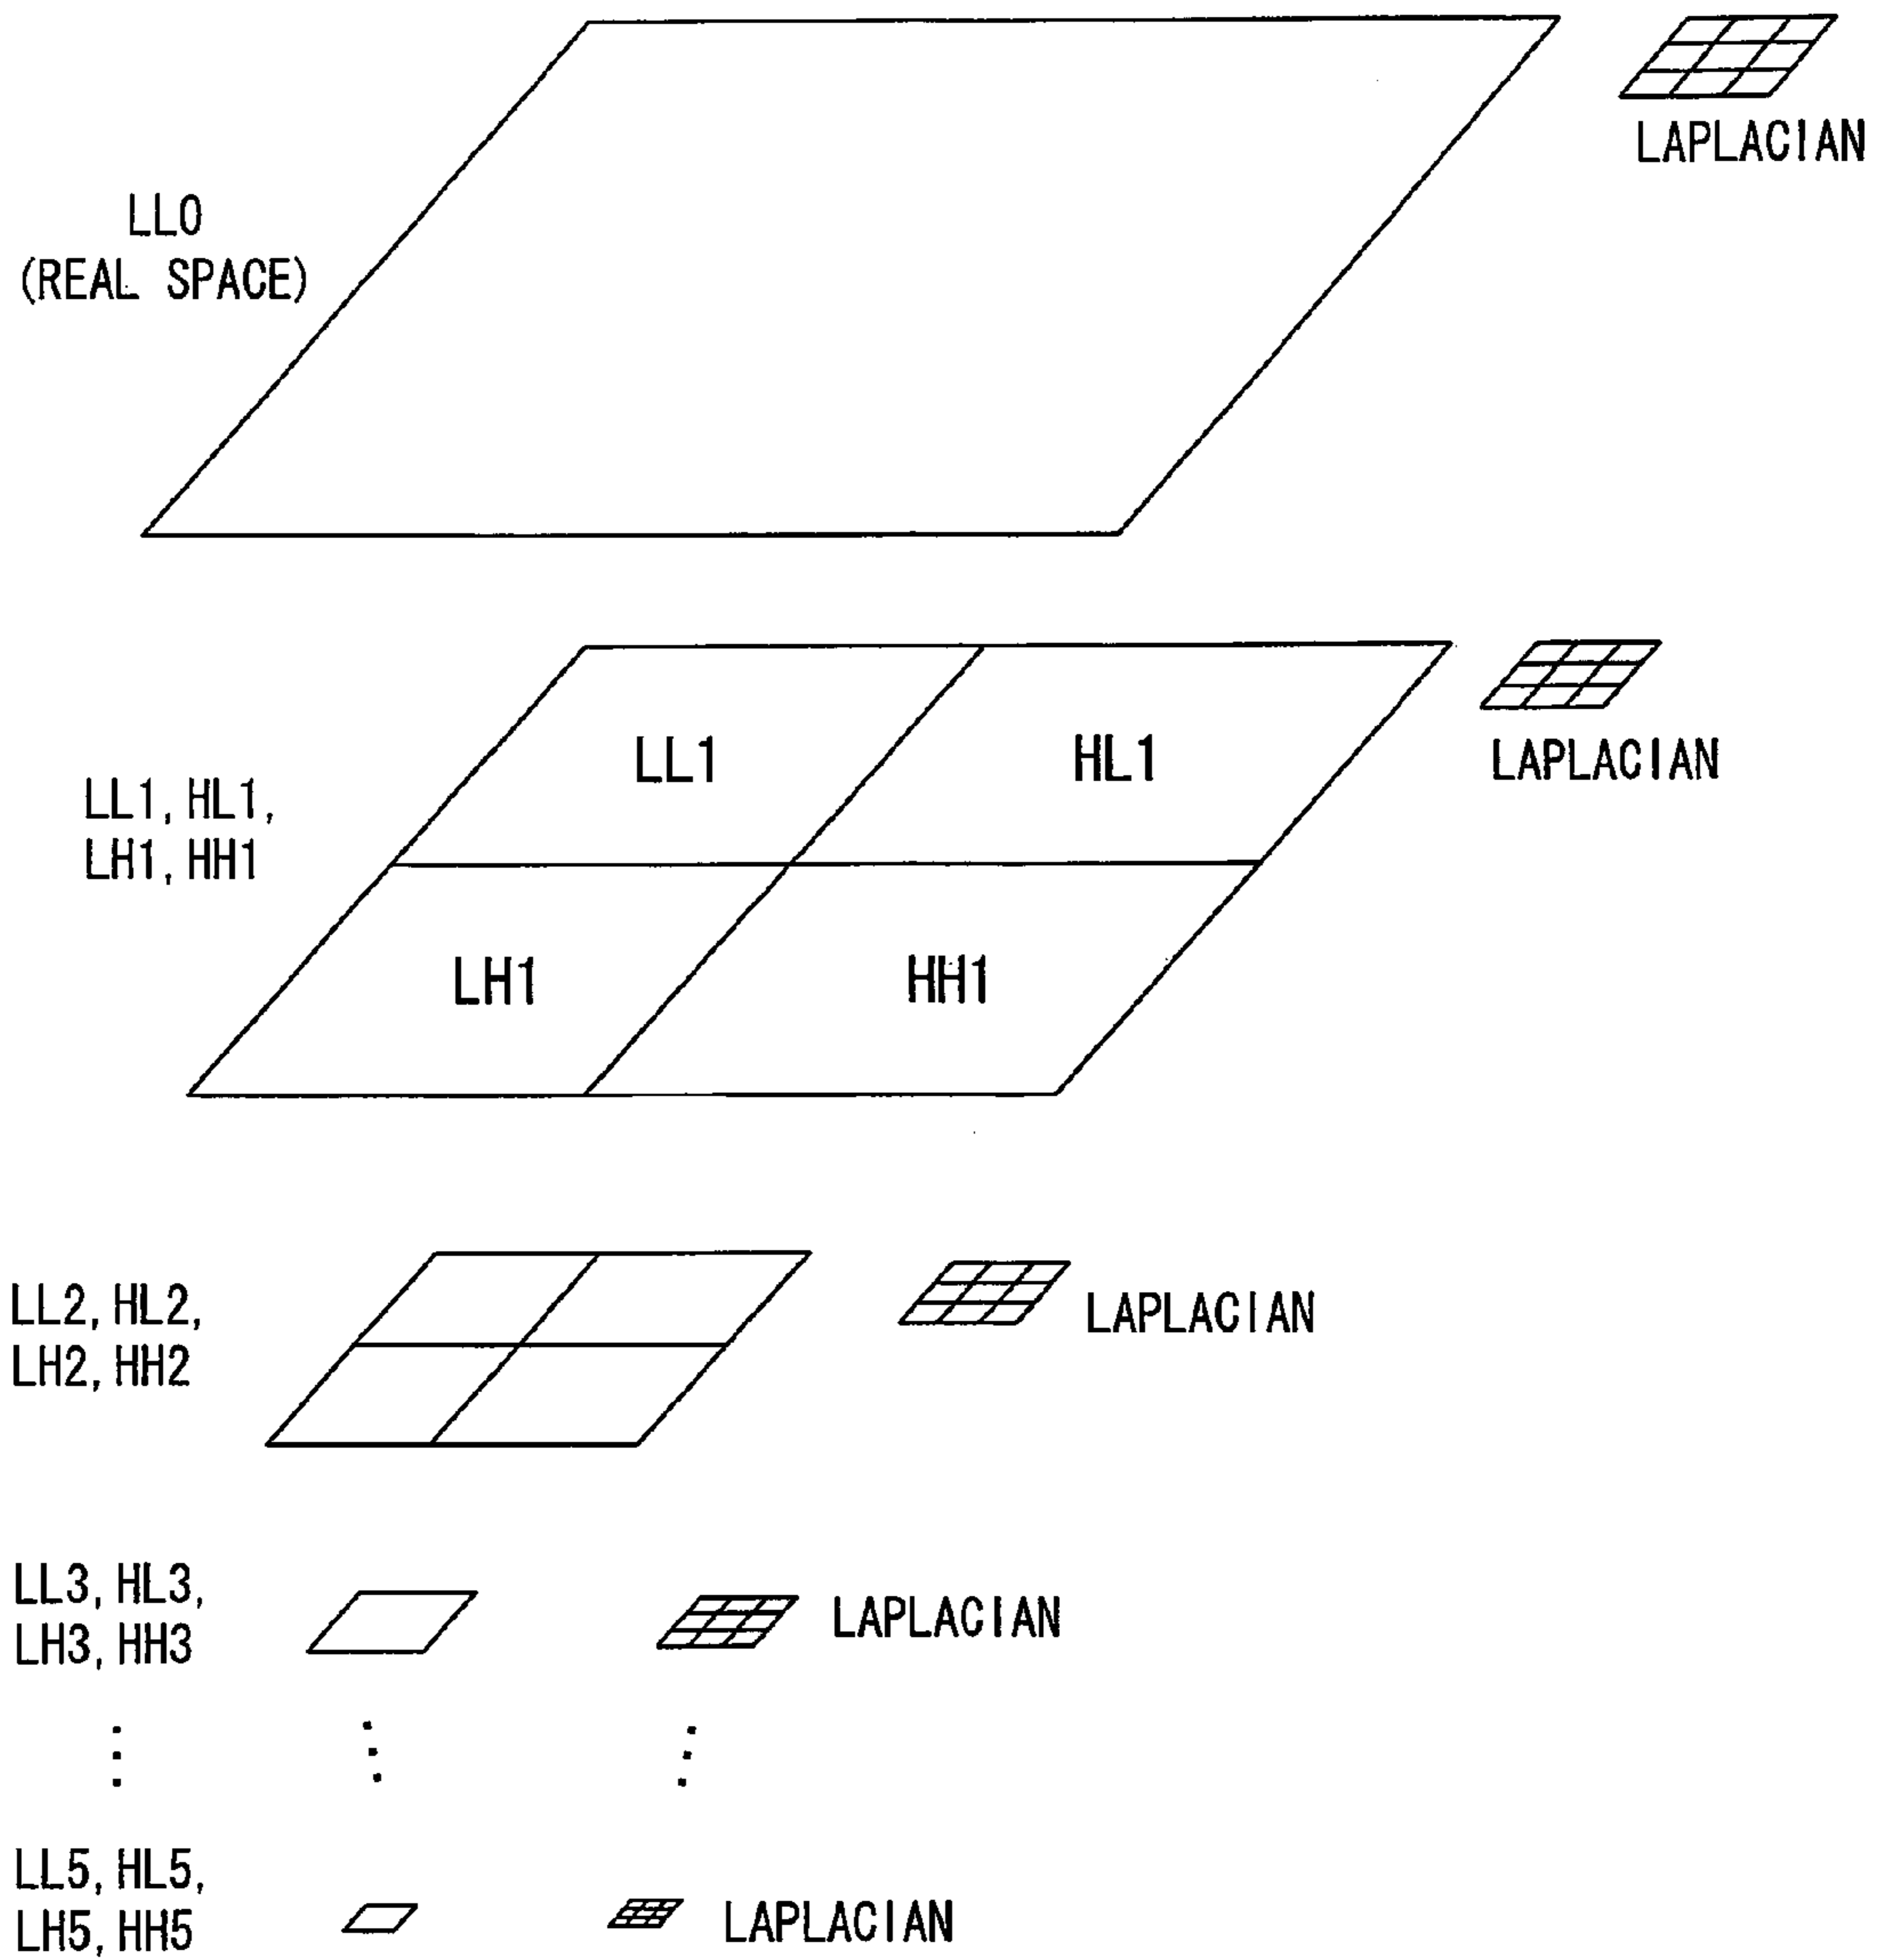 LAPLACIAN
LL0
(REAL SPACE)
LL1
HL1
LAPLACIAN
LL1, HL1,
LH1, HH1
LH1
HH1
LL2, HL2,
LH2, HH2
LAPLACIAN
LL3, HL3,
LH3, HH3
LAPLACIAN
LL5, HL5,
LH5, HH5
LAPLACIAN